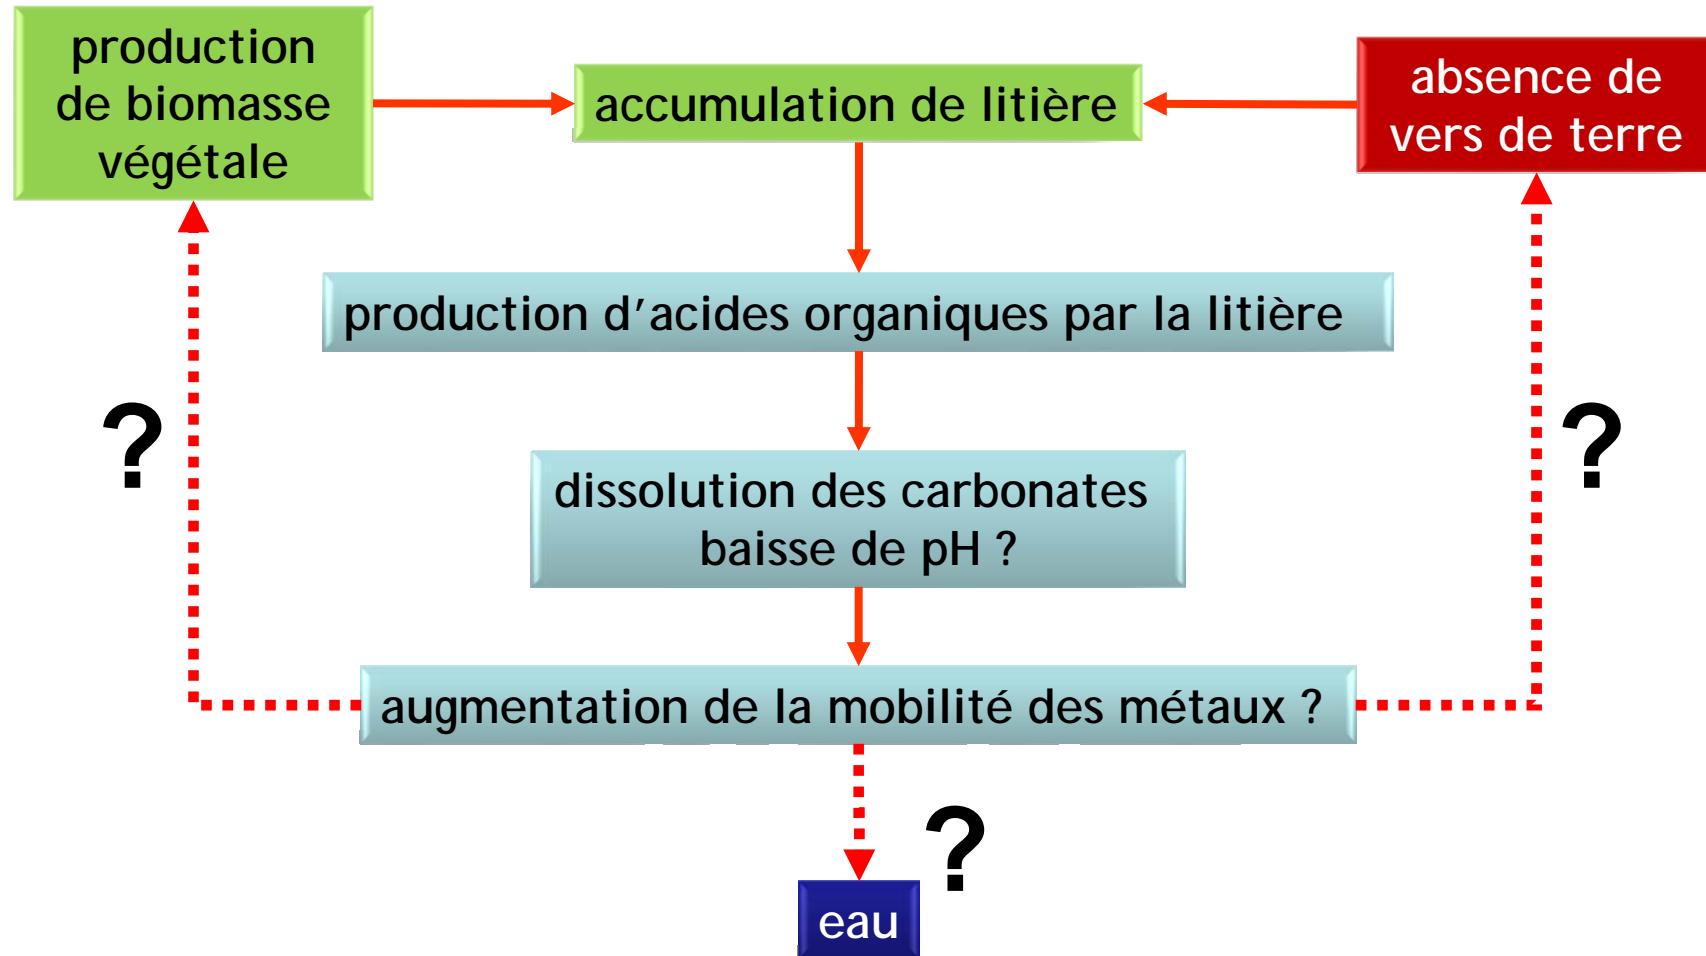 production
de biomasse
végétale
accumulation de litière
absence de
vers de terre
production d’acides organiques par la litière
?
?
dissolution des carbonates
baisse de pH ?
augmentation de la mobilité des métaux ?
?
eau